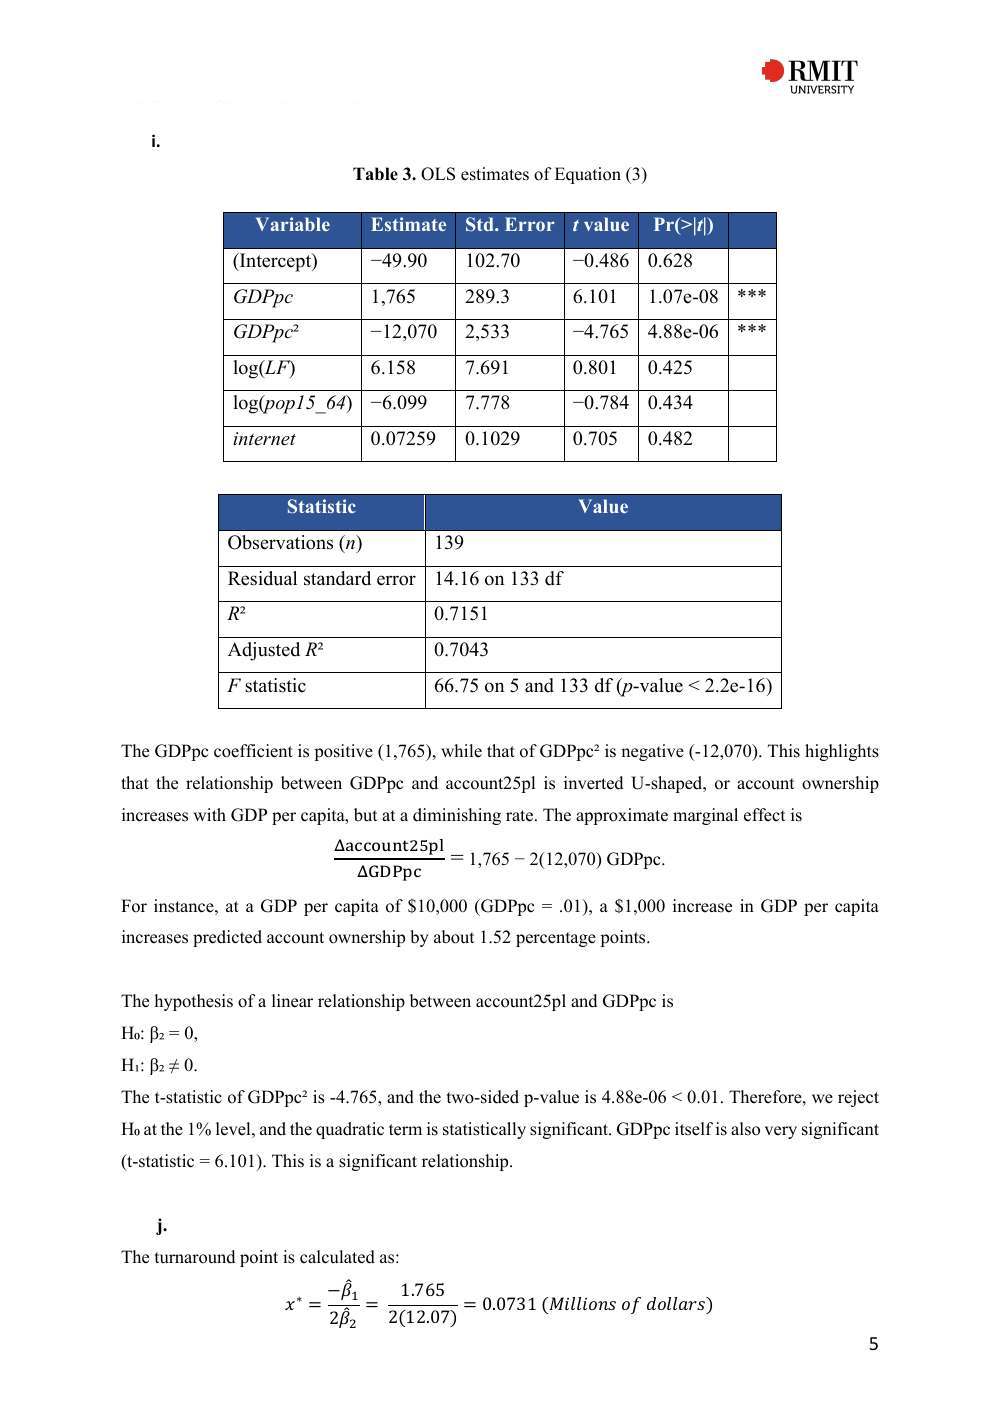 RMIT
UNIVERSITY
i.
Table 3. OLS estimates of Equation (3)
Variable Estimate Std. Error t value Pr(>|t|)
(Intercept) −49.90 102.70 −0.486 0.628
GDPpc 1,765 289.3 6.101 1.07e-08 ***
GDPpc² −12,070 2,533 −4.765 4.88e-06 ***
log(LF) 6.158 7.691 0.801 0.425
log(pop15_64) −6.099 7.778 −0.784 0.434
internet 0.07259 0.1029 0.705 0.482
Statistic Value
Observations (n) 139
Residual standard error 14.16 on 133 df
R² 0.7151
Adjusted R² 0.7043
F statistic 66.75 on 5 and 133 df (p-value < 2.2e-16)
The GDPpc coefficient is positive (1,765), while that of GDPpc² is negative (-12,070). This highlights
that the relationship between GDPpc and account25pl is inverted U-shaped, or account ownership
increases with GDP per capita, but at a diminishing rate. The approximate marginal effect is
Δaccount25pl
ΔGDPpc
= 1,765 − 2(12,070) GDPpc.
For instance, at a GDP per capita of $10,000 (GDPpc = .01), a $1,000 increase in GDP per capita
increases predicted account ownership by about 1.52 percentage points.
The hypothesis of a linear relationship between account25pl and GDPpc is
H₀: β₂ = 0,
H₁: β₂ ≠ 0.
The t-statistic of GDPpc² is -4.765, and the two-sided p-value is 4.88e-06 < 0.01. Therefore, we reject
H₀ at the 1% level, and the quadratic term is statistically significant. GDPpc itself is also very significant
(t-statistic = 6.101). This is a significant relationship.
j.
The turnaround point is calculated as:
x* = −β̂₁ / 2β̂₂ = 1.765 / 2(12.07) = 0.0731 (Millions of dollars)
5